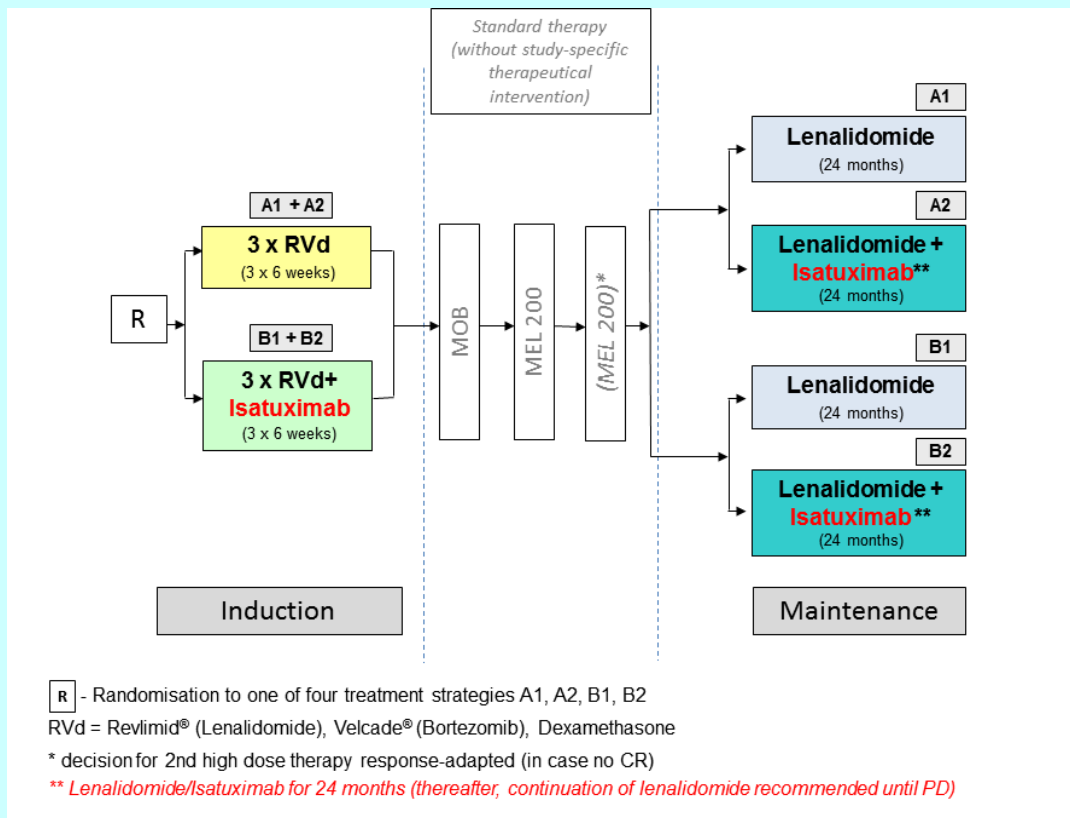 Standard therapy
(without study-specific
therapeutical
intervention)
A1 + A2
3 x RVd
(3 x 6 weeks)
R
B1 + B2
3 x RVd+
Isatuximab
(3 x 6 weeks)
MOB
MEL 200
(MEL 200)*
A1
Lenalidomide
(24 months)
A2
Lenalidomide +
Isatuximab**
(24 months)
B1
Lenalidomide
(24 months)
B2
Lenalidomide +
Isatuximab**
(24 months)
Induction
Maintenance
R - Randomisation to one of four treatment strategies A1, A2, B1, B2
RVd = Revlimid® (Lenalidomide), Velcade® (Bortezomib), Dexamethasone
* decision for 2nd high dose therapy response-adapted (in case no CR)
** Lenalidomide/Isatuximab for 24 months (thereafter, continuation of lenalidomide recommended until PD)